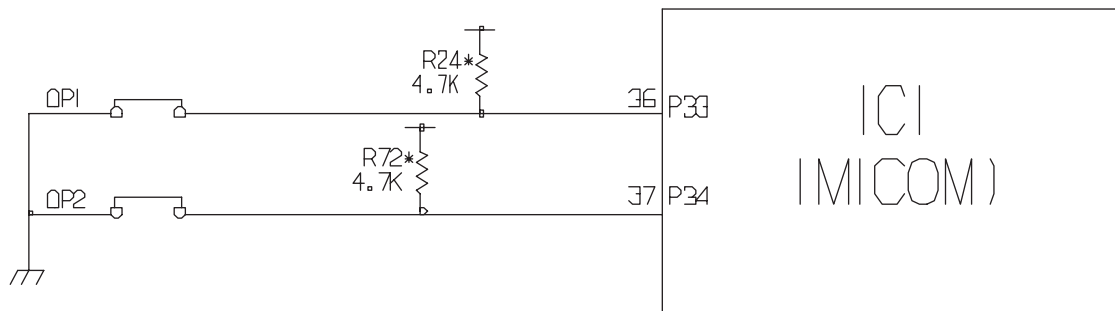 R24*
4.7K
OP1
36
P33
IC1
R72*
4.7K
(MICOM)
OP2
37
P34